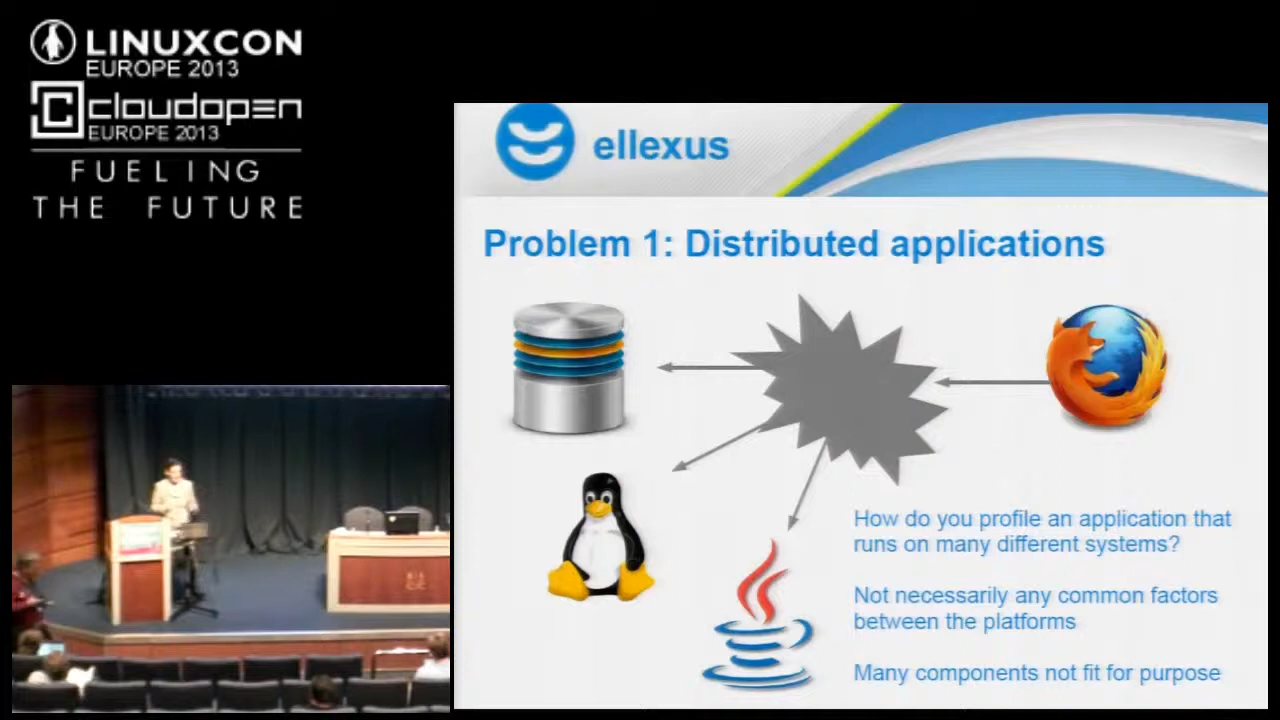 LINUXCON
EUROPE 2013
cloudopen
EUROPE 2013
FUELING
THE FUTURE
ellexus
Problem 1: Distributed applications
How do you profile an application that
runs on many different systems?
Not necessarily any common factors
between the platforms
Many components not fit for purpose